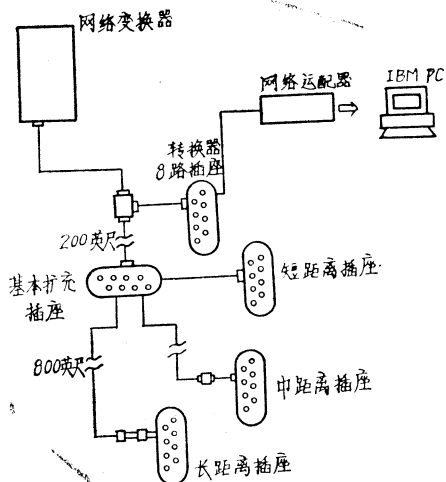 网络变换器
网络运配器
IBM PC
转换器
8路插座
200英尺
基本扩充
插座
短距离插座
800英尺
中距离插座
长距离插座